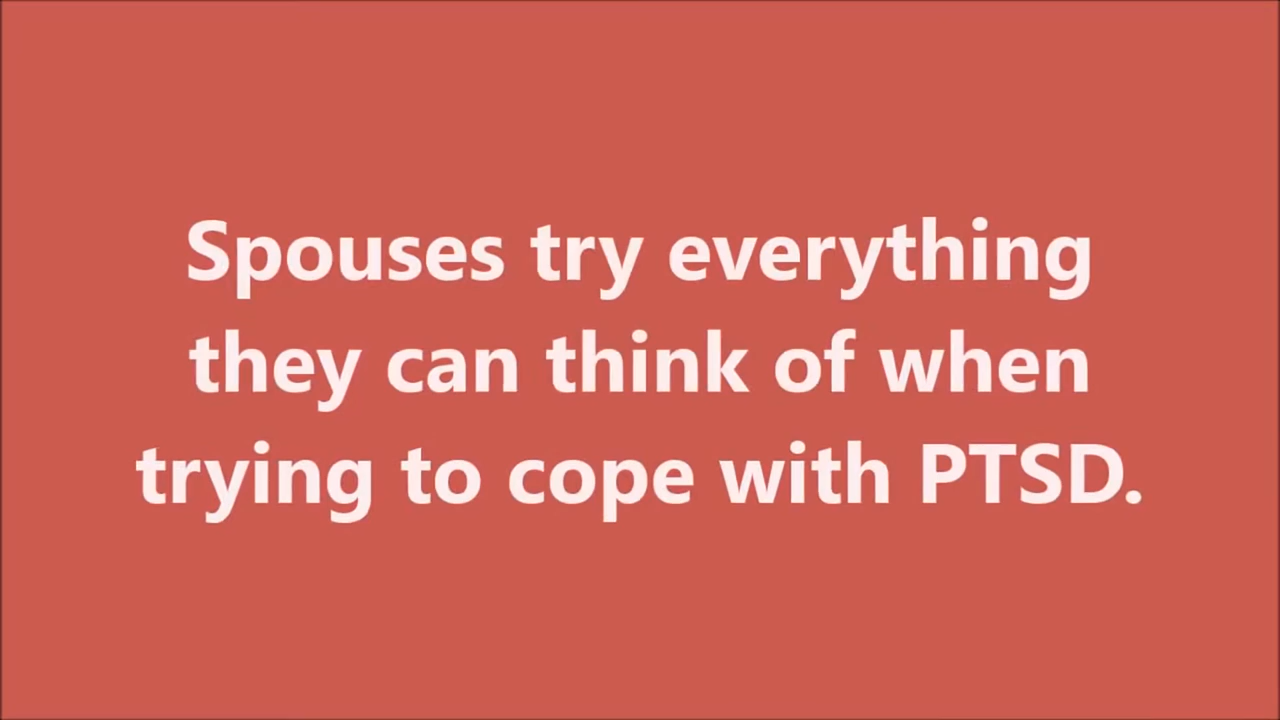 Spouses try everything
they can think of when
trying to cope with PTSD.